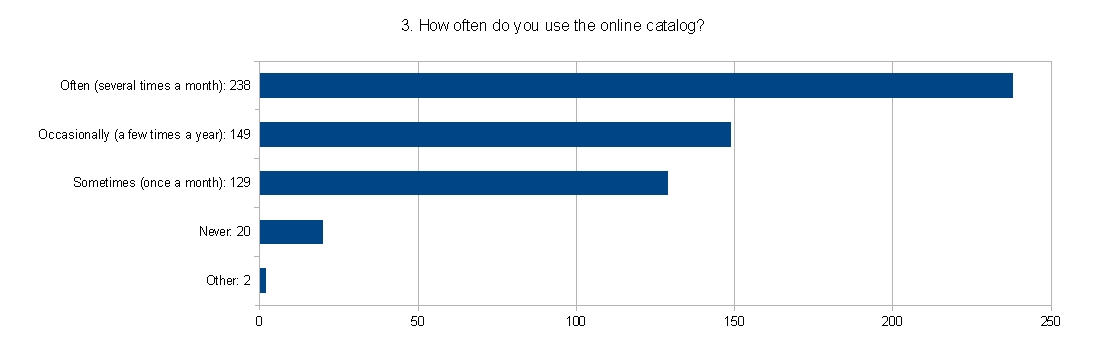 3. How often do you use the online catalog?
Often (several times a month): 238
Occasionally (a few times a year): 149
Sometimes (once a month): 129
Never: 20
Other: 2
0 50 100 150 200 250